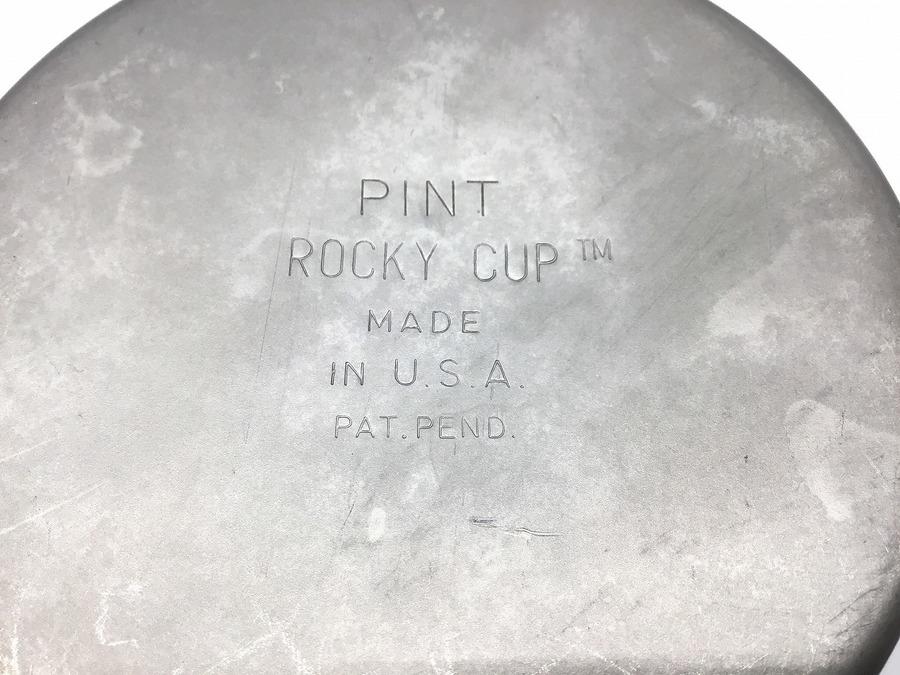 PINT
ROCKY CUP™
MADE
IN U.S.A.
PAT.PEND.